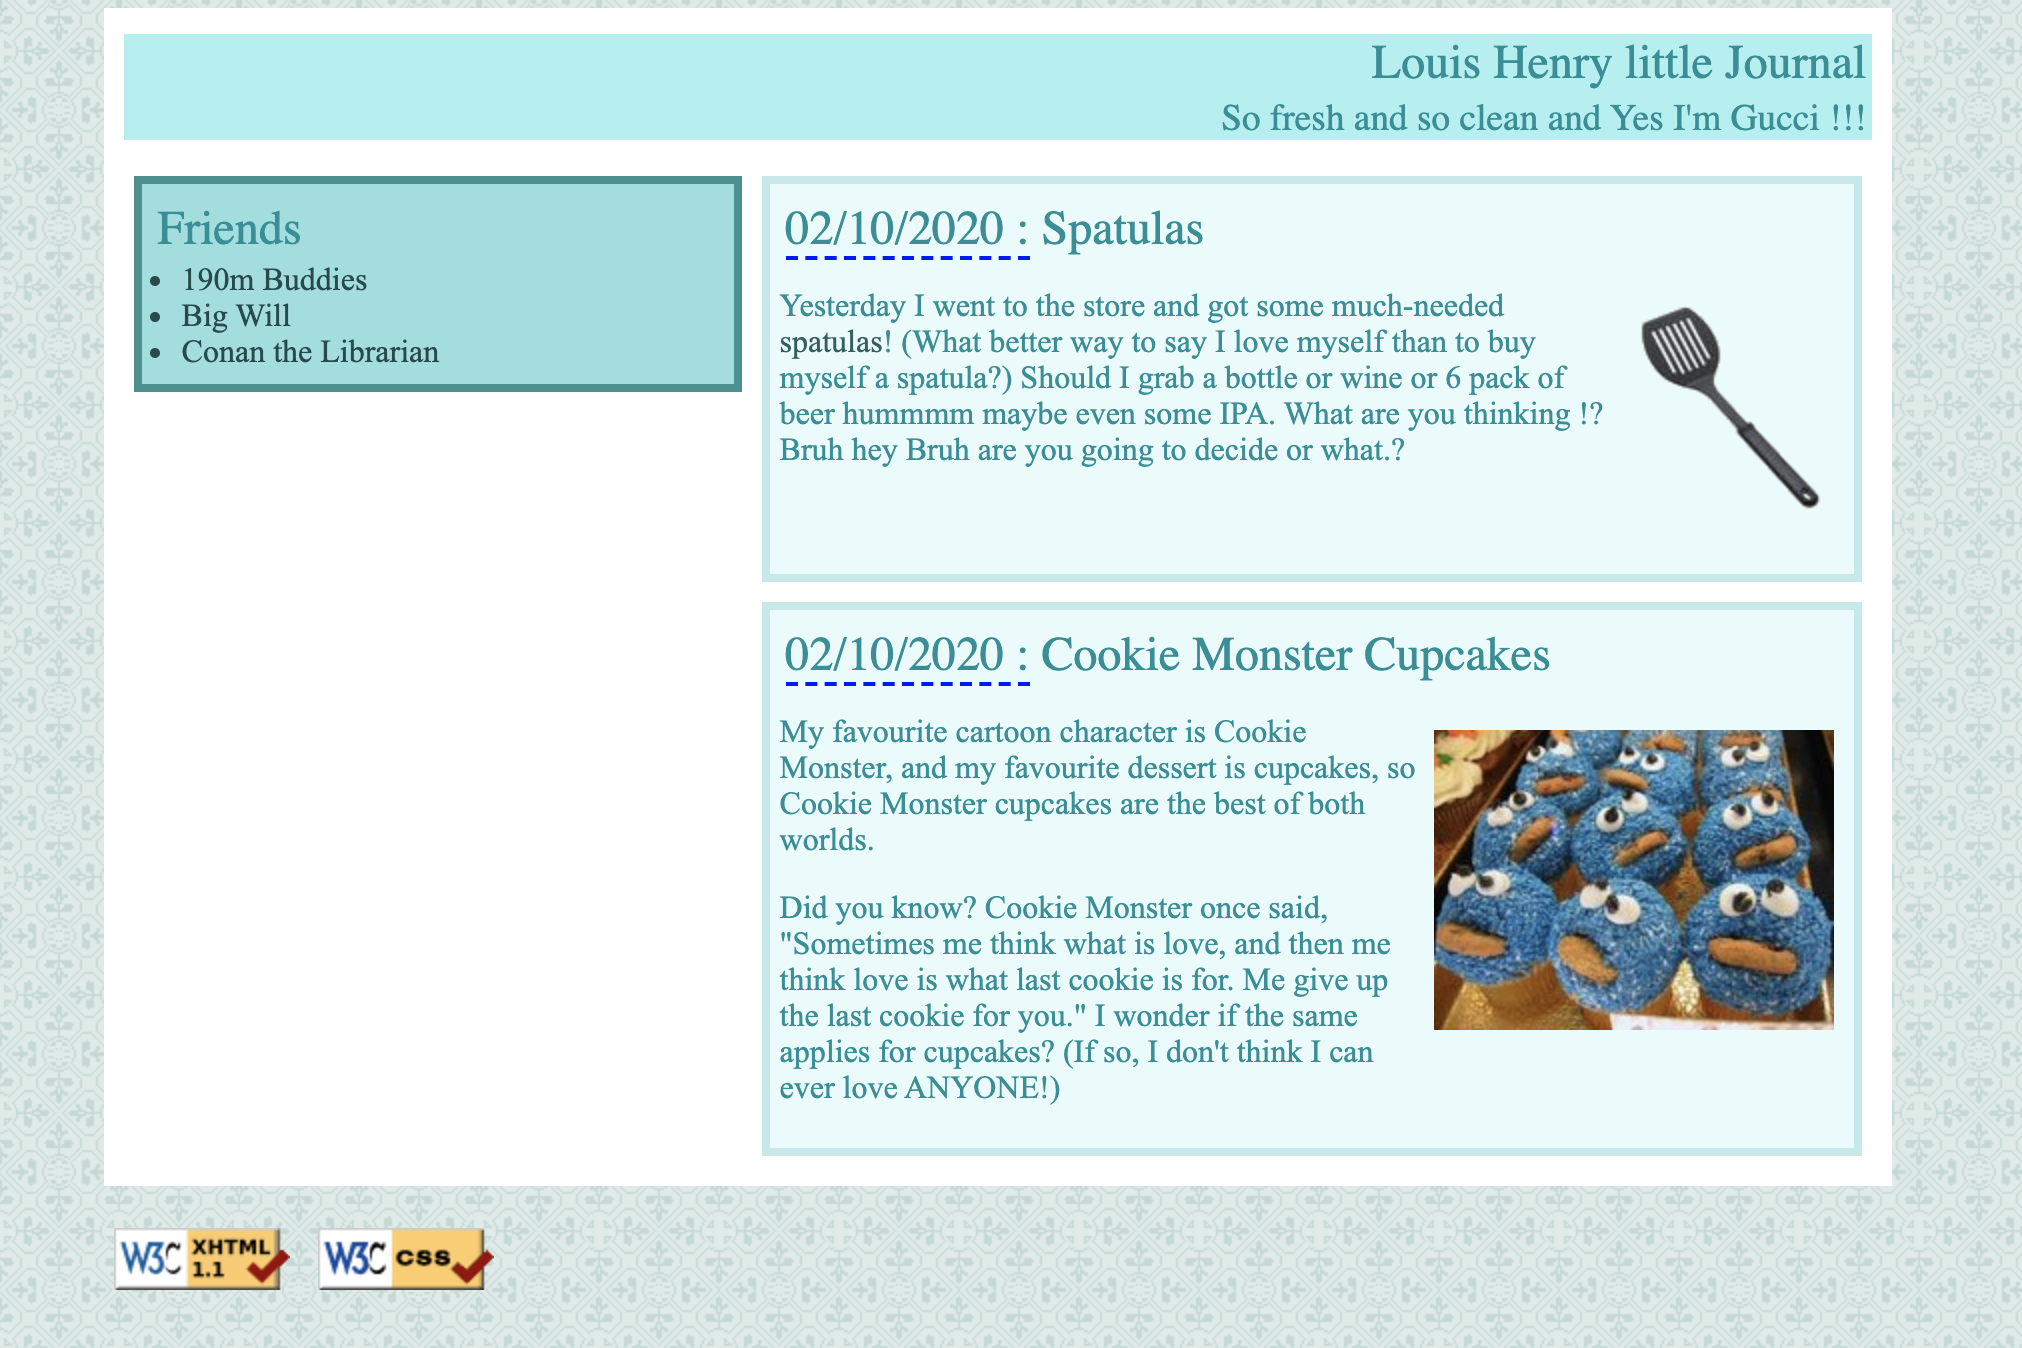 Louis Henry little Journal
So fresh and so clean and Yes I'm Gucci !!!
Friends
190m Buddies
Big Will
Conan the Librarian
02/10/2020 : Spatulas
Yesterday I went to the store and got some much-needed
spatulas! (What better way to say I love myself than to buy
myself a spatula?) Should I grab a bottle or wine or 6 pack of
beer hummmm maybe even some IPA. What are you thinking !?
Bruh hey Bruh are you going to decide or what.?
02/10/2020 : Cookie Monster Cupcakes
My favourite cartoon character is Cookie
Monster, and my favourite dessert is cupcakes, so
Cookie Monster cupcakes are the best of both
worlds.
Did you know? Cookie Monster once said,
"Sometimes me think what is love, and then me
think love is what last cookie is for. Me give up
the last cookie for you." I wonder if the same
applies for cupcakes? (If so, I don't think I can
ever love ANYONE!)
W3C XHTML 1.1
W3C CSS